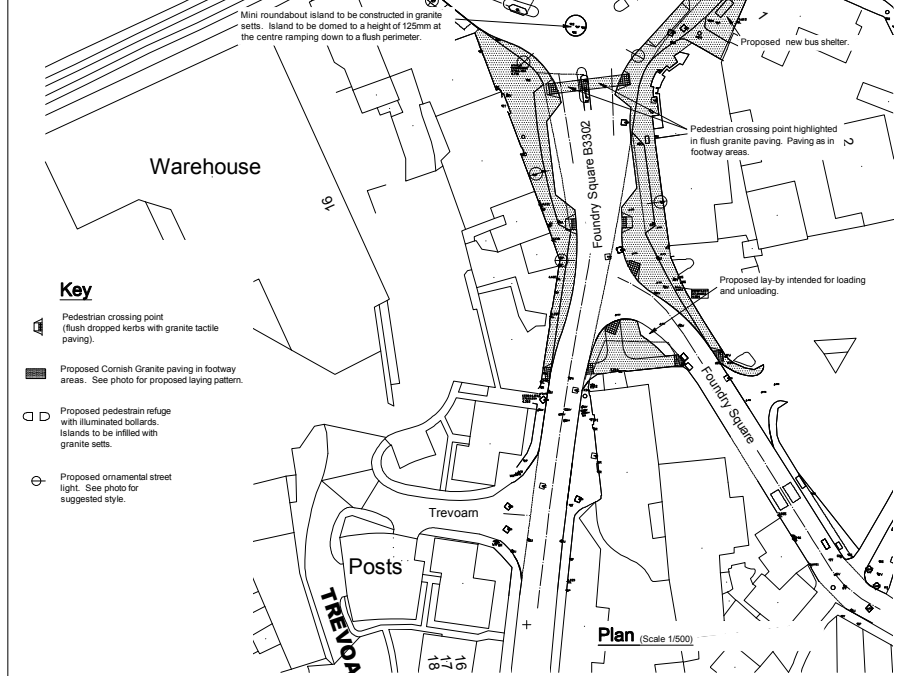 Mini roundabout island to be constructed in granite
setts. Island to be domed to a height of 125mm at
the centre ramping down to a flush perimeter.
1
Proposed new bus shelter.
Pedestrian crossing point highlighted
in flush granite paving. Paving as in
footway areas.
2
Foundry Square B3302
Warehouse
16
Proposed lay-by intended for loading
and unloading.
Key
Pedestrian crossing point
(flush dropped kerbs with granite tactile
paving).
Proposed Cornish Granite paving in footway
areas. See photo for proposed laying pattern.
Proposed pedestrain refuge
with illuminated bollards.
Islands to be infilled with
granite setts.
Proposed ornamental street
light. See photo for
suggested style.
Foundry Square
Trevoarn
Posts
TREVOA
16
17
18
Plan (Scale 1/500)